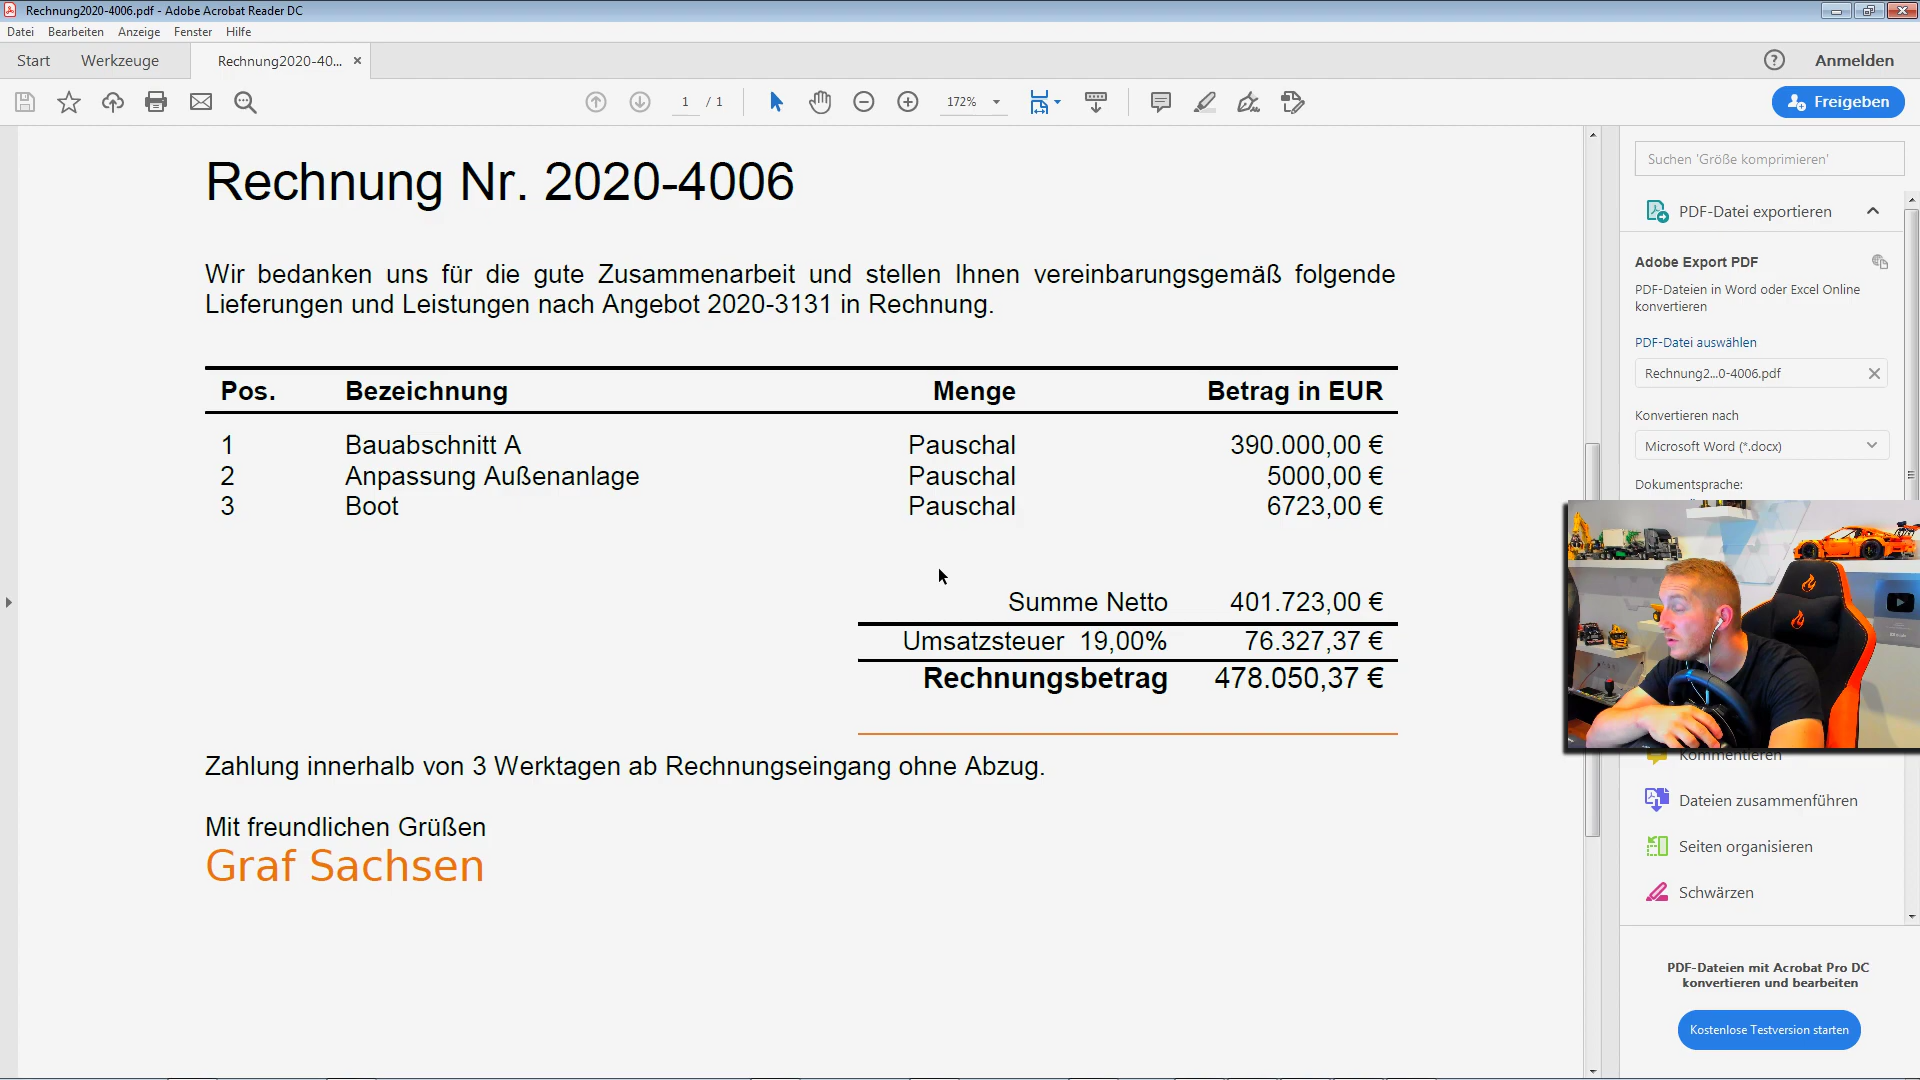 Rechnung2020-4006.pdf - Adobe Acrobat Reader DC
Datei Bearbeiten Anzeige Fenster Hilfe
Start Werkzeuge Rechnung2020-40... × Anmelden
1 / 1 172% Freigeben
Rechnung Nr. 2020-4006
Wir bedanken uns für die gute Zusammenarbeit und stellen Ihnen vereinbarungsgemäß folgende
Lieferungen und Leistungen nach Angebot 2020-3131 in Rechnung.
Pos. Bezeichnung Menge Betrag in EUR
1 Bauabschnitt A Pauschal 390.000,00 €
2 Anpassung Außenanlage Pauschal 5000,00 €
3 Boot Pauschal 6723,00 €
Summe Netto 401.723,00 €
Umsatzsteuer 19,00% 76.327,37 €
Rechnungsbetrag 478.050,37 €
Zahlung innerhalb von 3 Werktagen ab Rechnungseingang ohne Abzug.
Mit freundlichen Grüßen
Graf Sachsen
Suchen 'Größe komprimieren'
PDF-Datei exportieren
Adobe Export PDF
PDF-Dateien in Word oder Excel Online
konvertieren
PDF-Datei auswählen
Rechnung2...0-4006.pdf
Konvertieren nach
Microsoft Word (*.docx)
Dokumentsprache:
Kommentieren
Dateien zusammenführen
Seiten organisieren
Schwärzen
PDF-Dateien mit Acrobat Pro DC
konvertieren und bearbeiten
Kostenlose Testversion starten